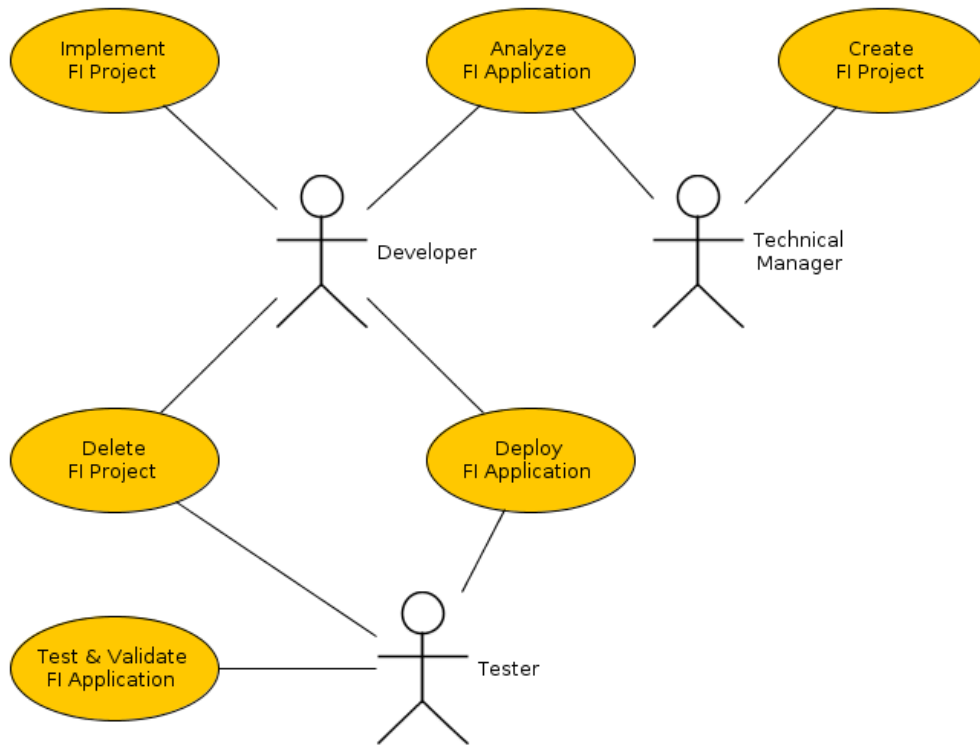 Implement
FI Project
Analyze
FI Application
Create
FI Project
Developer
Technical
Manager
Delete
FI Project
Deploy
FI Application
Test & Validate
FI Application
Tester